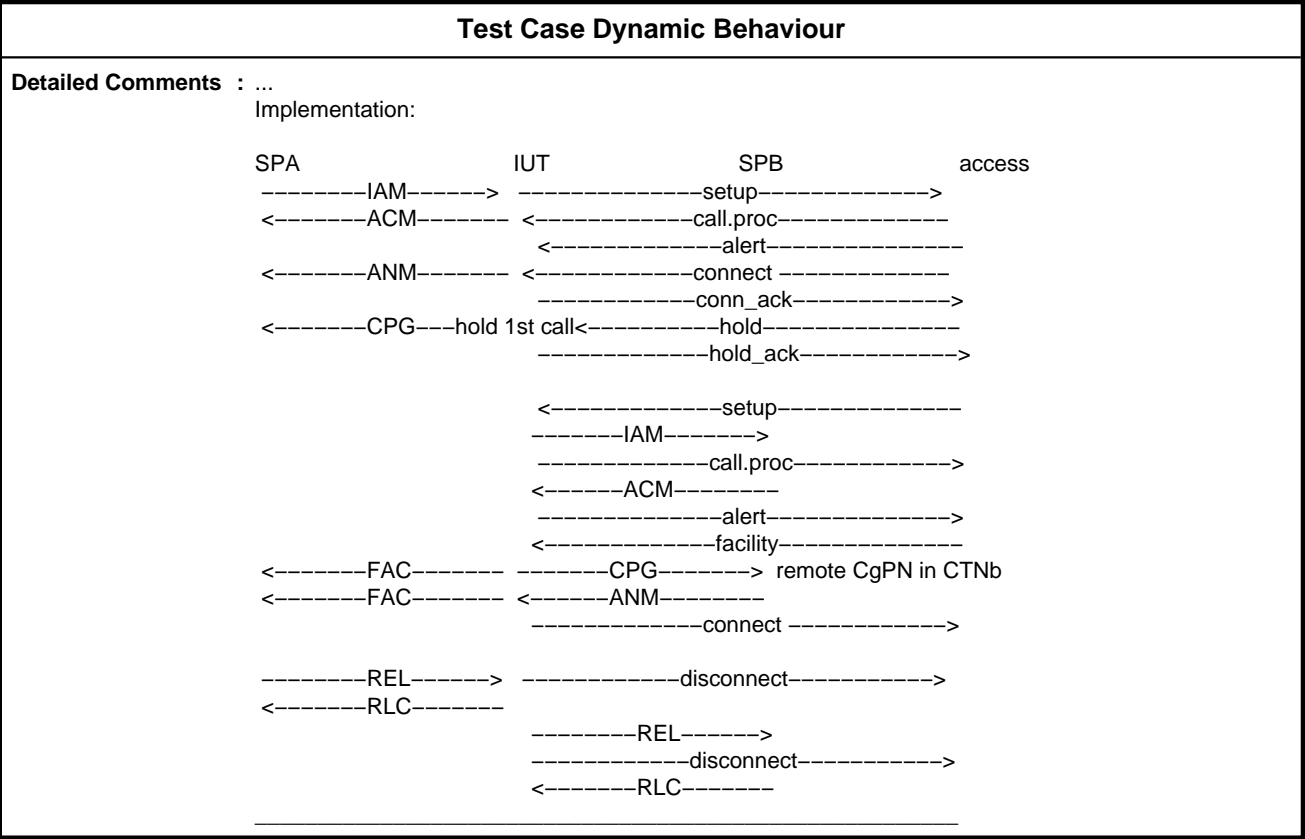 Test Case Dynamic Behaviour
Detailed Comments : ...
Implementation:
SPA IUT SPB access
−−−−−−−−IAM−−−−−−> −−−−−−−−−−−−−−setup−−−−−−−−−−−−−>
<−−−−−−−ACM−−−−−−− <−−−−−−−−−−−−call.proc−−−−−−−−−−−−−
<−−−−−−−−−−−−−alert−−−−−−−−−−−−−−−
<−−−−−−−ANM−−−−−−− <−−−−−−−−−−−−connect −−−−−−−−−−−−−
−−−−−−−−−−−−conn_ack−−−−−−−−−−−−>
<−−−−−−−CPG−−−hold 1st call<−−−−−−−−−−hold−−−−−−−−−−−−−−−
−−−−−−−−−−−−−hold_ack−−−−−−−−−−−−>
<−−−−−−−−−−−−−setup−−−−−−−−−−−−−−
−−−−−−−IAM−−−−−−−>
−−−−−−−−−−−−−call.proc−−−−−−−−−−−−>
<−−−−−−ACM−−−−−−−−
−−−−−−−−−−−−−−alert−−−−−−−−−−−−−−>
<−−−−−−−−−−−−−facility−−−−−−−−−−−−−−
<−−−−−−−FAC−−−−−−− −−−−−−−CPG−−−−−−−> remote CgPN in CTNb
<−−−−−−−FAC−−−−−−− <−−−−−−ANM−−−−−−−−
−−−−−−−−−−−−−connect −−−−−−−−−−−−>
−−−−−−−−REL−−−−−−> −−−−−−−−−−−−disconnect−−−−−−−−−−−>
<−−−−−−−RLC−−−−−−−
−−−−−−−−REL−−−−−−>
−−−−−−−−−−−−disconnect−−−−−−−−−−−>
<−−−−−−−RLC−−−−−−−